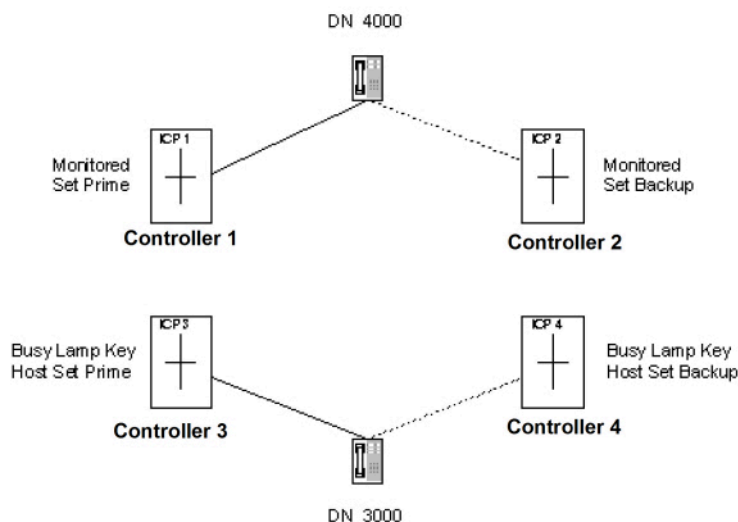 DN 4000
ICP 1
Monitored
Set Prime
Controller 1
ICP 2
Monitored
Set Backup
Controller 2
ICP 3
Busy Lamp Key
Host Set Prime
Controller 3
ICP 4
Busy Lamp Key
Host Set Backup
Controller 4
DN 3000